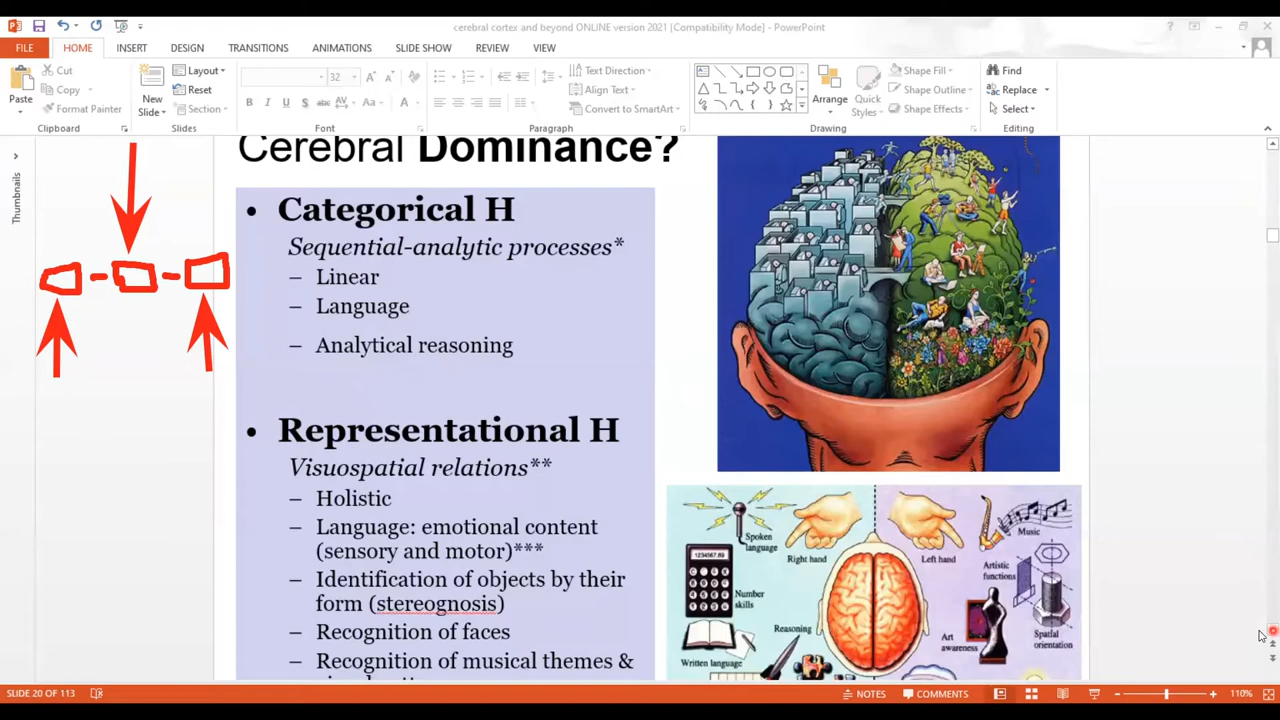 cerebral cortex and beyond ONLINE version 2021 [Compatibility Mode] - PowerPoint
FILE HOME INSERT DESIGN TRANSITIONS ANIMATIONS SLIDE SHOW REVIEW VIEW
Paste
Cut
Copy
Format Painter
Clipboard
New
Slide
Layout
Reset
Section
Slides
32
B I U S abc AV Aa A
Font
Text Direction
Align Text
Convert to SmartArt
Paragraph
Arrange
Quick
Styles
Shape Fill
Shape Outline
Shape Effects
Drawing
Find
Replace
Select
Editing
Thumbnails
Cerebral Dominance?
• Categorical H
Sequential-analytic processes*
– Linear
– Language
– Analytical reasoning
• Representational H
Visuospatial relations**
– Holistic
– Language: emotional content
(sensory and motor)***
– Identification of objects by their
form (stereognosis)
– Recognition of faces
– Recognition of musical themes &
Spoken
language
Right hand
Left hand
Music
1234567.89
Number
skills
Artistic
functions
Reasoning
Written language
Art
awareness
Spatial
orientation
SLIDE 20 OF 113
NOTES
COMMENTS
110%